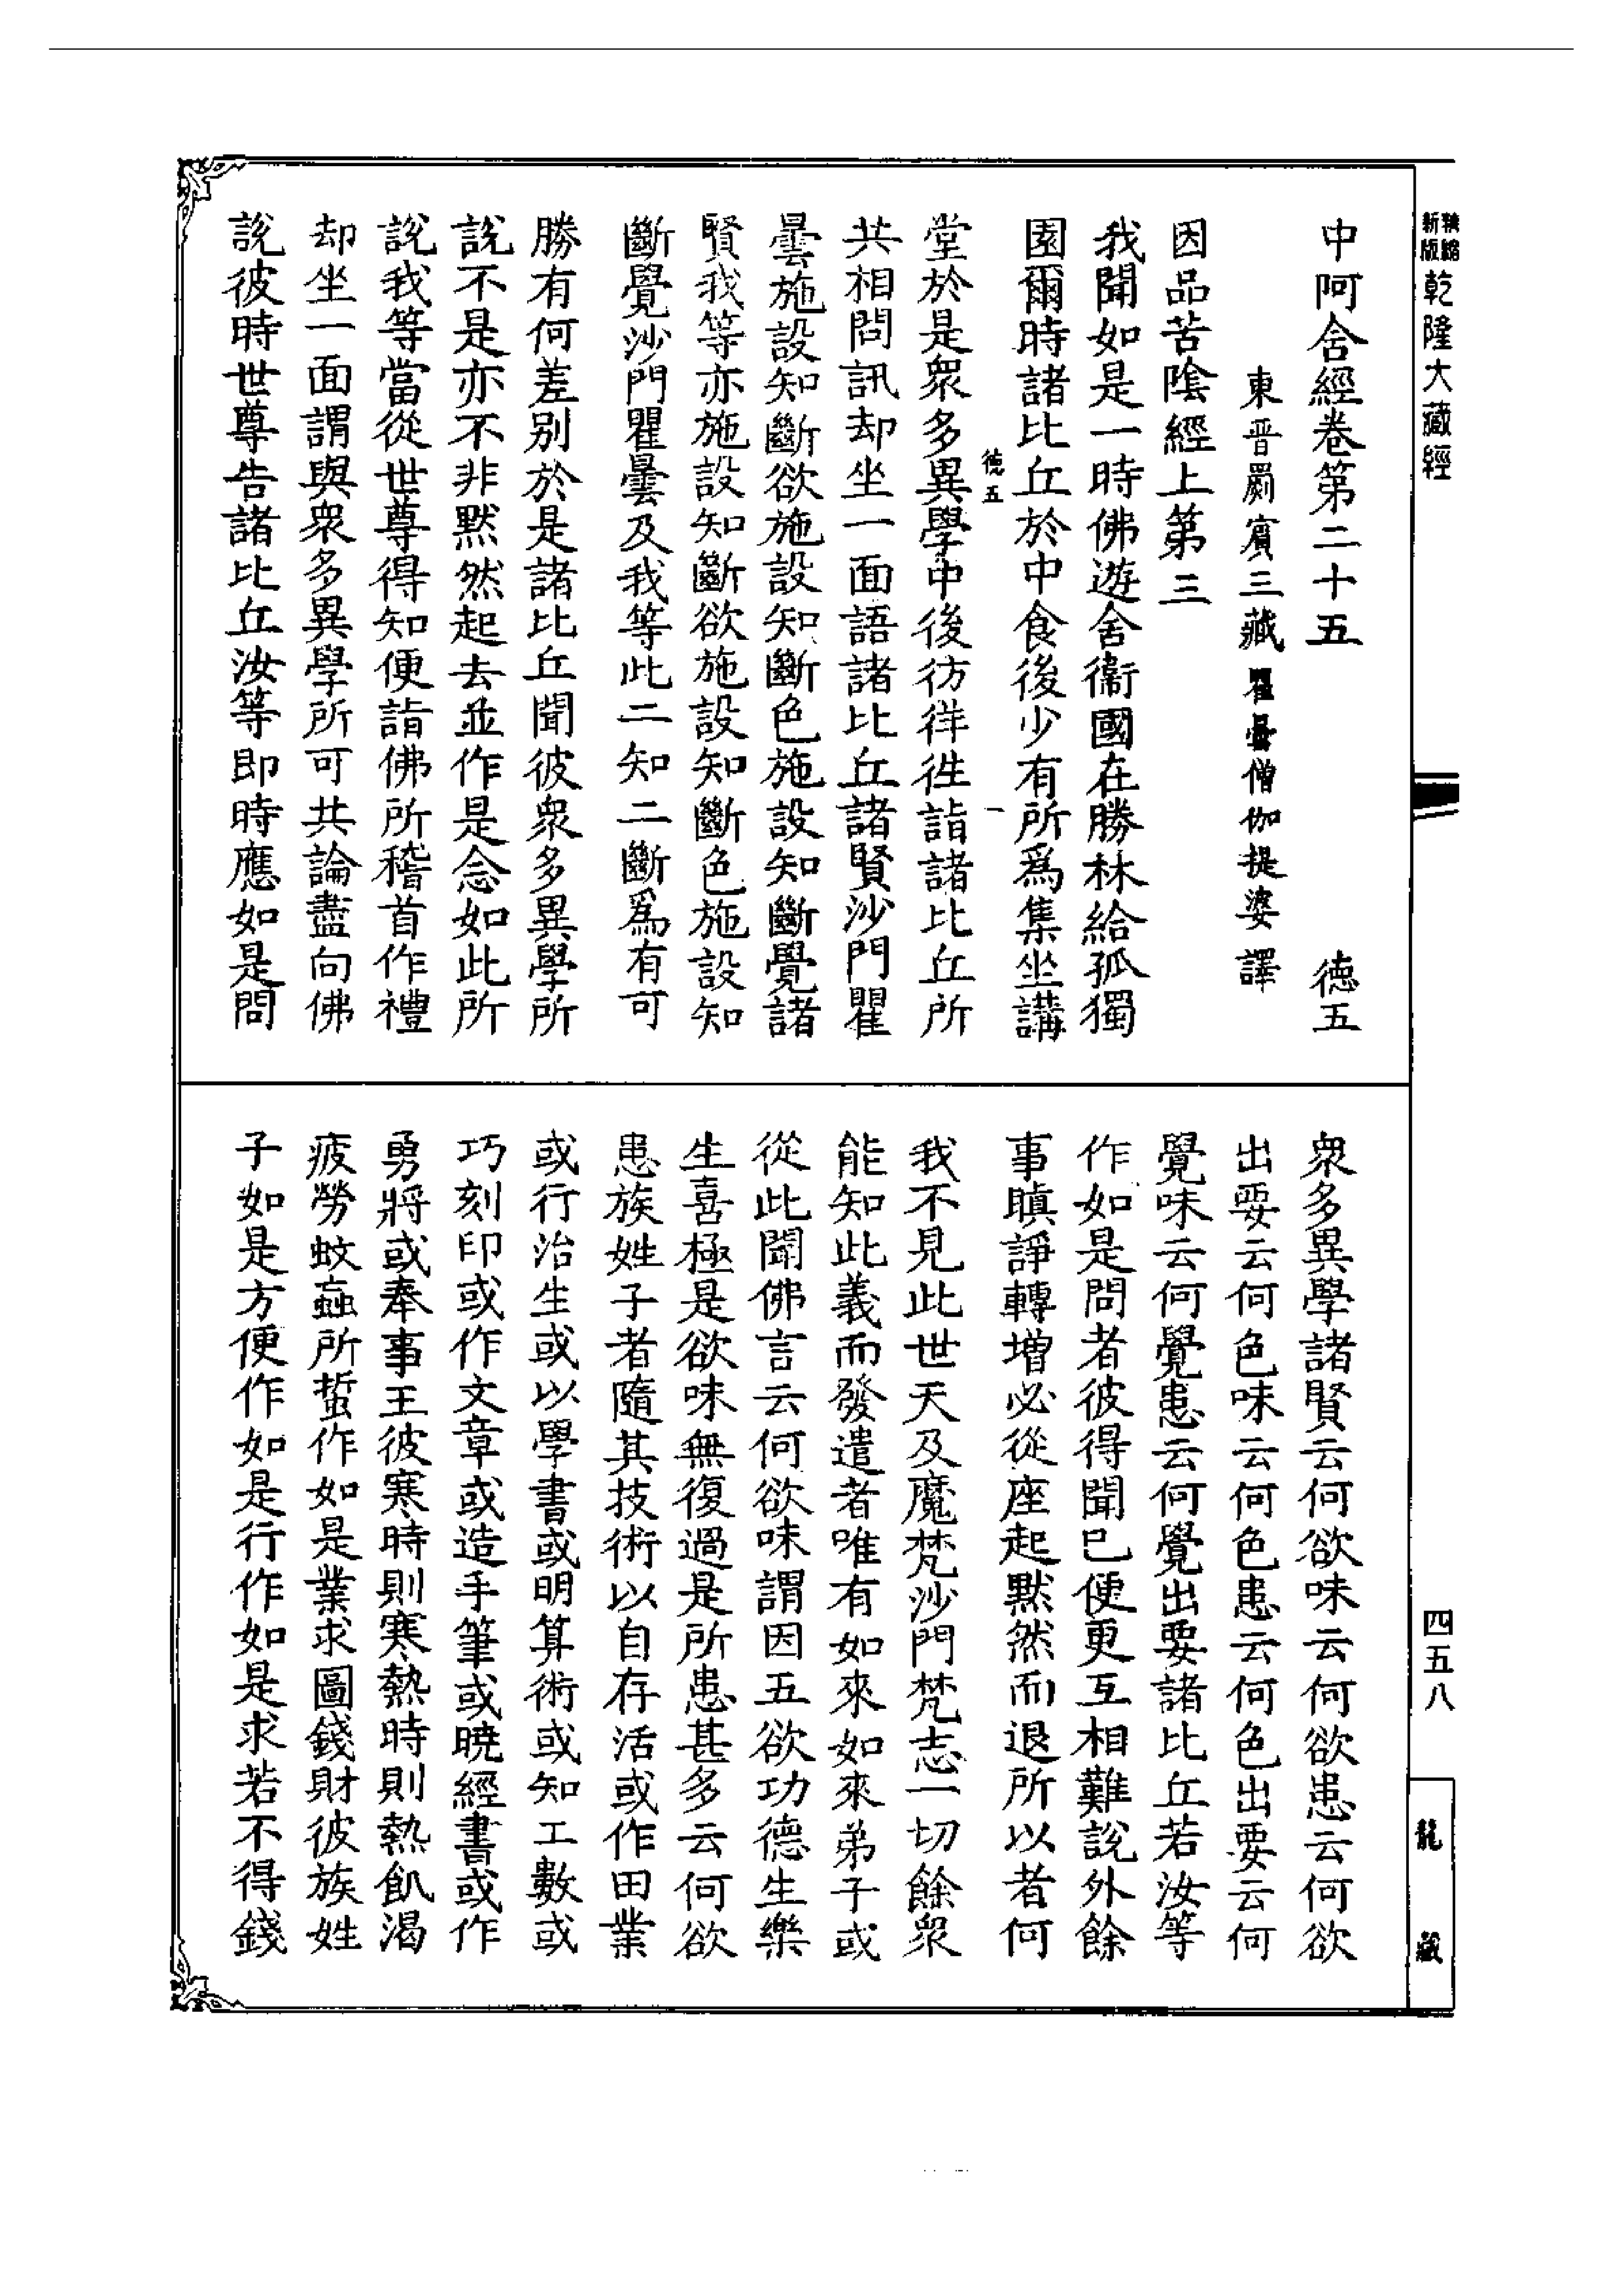 新版精縮乾隆大藏經
中阿含經卷第二十五 德五
東晉罽賓三藏瞿曇僧伽提婆譯
因品苦陰經上第三
我聞如是一時佛遊舍衞國在勝林給孤獨
園爾時諸比丘於中食後少有所爲集坐講
德五 一
堂於是衆多異學中後彷徉徃詣諸比丘所
共相問訊却坐一面語諸比丘諸賢沙門瞿
曇施設知斷欲施設知斷色施設知斷覺諸
賢我等亦施設知斷欲施設知斷色施設知
斷覺沙門瞿曇及我等此二知二斷爲有可
勝有何差别於是諸比丘聞彼衆多異學所
說不是亦不非默然起去並作是念如此所
說我等當從世尊得知便詣佛所稽首作禮
却坐一面謂與衆多異學所可共論盡向佛
說彼時世尊告諸比丘汝等即時應如是問
衆多異學諸賢云何欲味云何欲患云何欲
出要云何色味云何色患云何色出要云何
覺味云何覺患云何覺出要諸比丘若汝等
作如是問者彼得聞已便更互相難說外餘
事瞋諍轉增必從座起默然而退所以者何
我不見此世天及魔梵沙門梵志一切餘衆
能知此義而發遣者唯有如來如來弟子或
從此聞佛言云何欲味謂因五欲功德生樂
生喜極是欲味無復過是所患甚多云何欲
患族姓子者隨其技術以自存活或作田業
或行治生或以學書或明算術或知工數或
巧刻印或作文章或造手筆或曉經書或作
勇將或奉事王彼寒時則寒熱時則熱飢渴
疲勞蚊蝱所蜇作如是業求圖錢財彼族姓
子如是方便作如是行作如是求若不得錢
四五八
龍藏